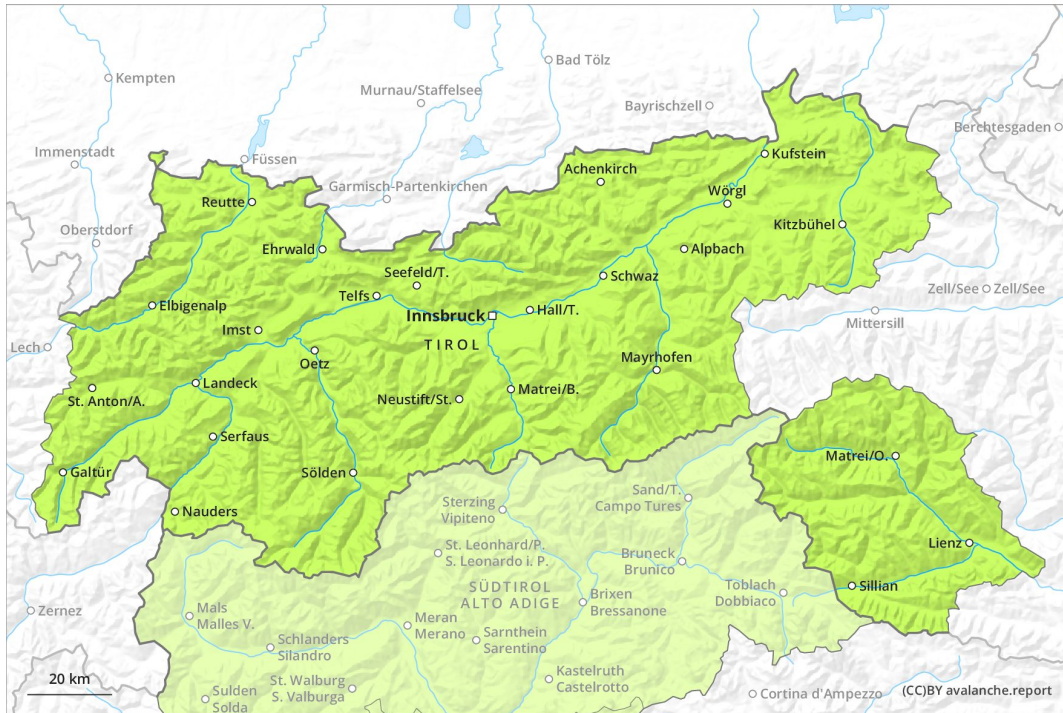 Kempten
Bad Tölz
Murnau/Staffelsee
Bayrischzell
Berchtesgaden
Immenstadt
Füssen
Kufstein
Achenkirch
Garmisch-Partenkirchen
Wörgl
Reutte
Oberstdorf
Kitzbühel
Ehrwald
Alpbach
Seefeld/T.
Schwaz
Zell/See
Zell/See
Telfs
Elbigenalp
Innsbruck
Hall/T.
Mittersill
Imst
TIROL
Lech
Oetz
Mayrhofen
Landeck
Matrei/B.
St. Anton/A.
Neustift/St.
Serfaus
Matrei/O.
Galtür
Sölden
Sand/T.
Campo Tures
Sterzing
Vipiteno
Nauders
Lienz
St. Leonhard/P.
S. Leonardo i. P.
Bruneck
Brunico
SÜDTIROL
ALTO ADIGE
Sillian
Toblach
Dobbiaco
Brixen
Bressanone
Zernez
Mals
Malles V.
Meran
Merano
Sarnthein
Sarentino
Schlanders
Silandro
Kastelruth
Castelrotto
20 km
St. Walburg
S. Valburga
Sulden
Solda
Cortina d'Ampezzo
(CC)BY avalanche.report